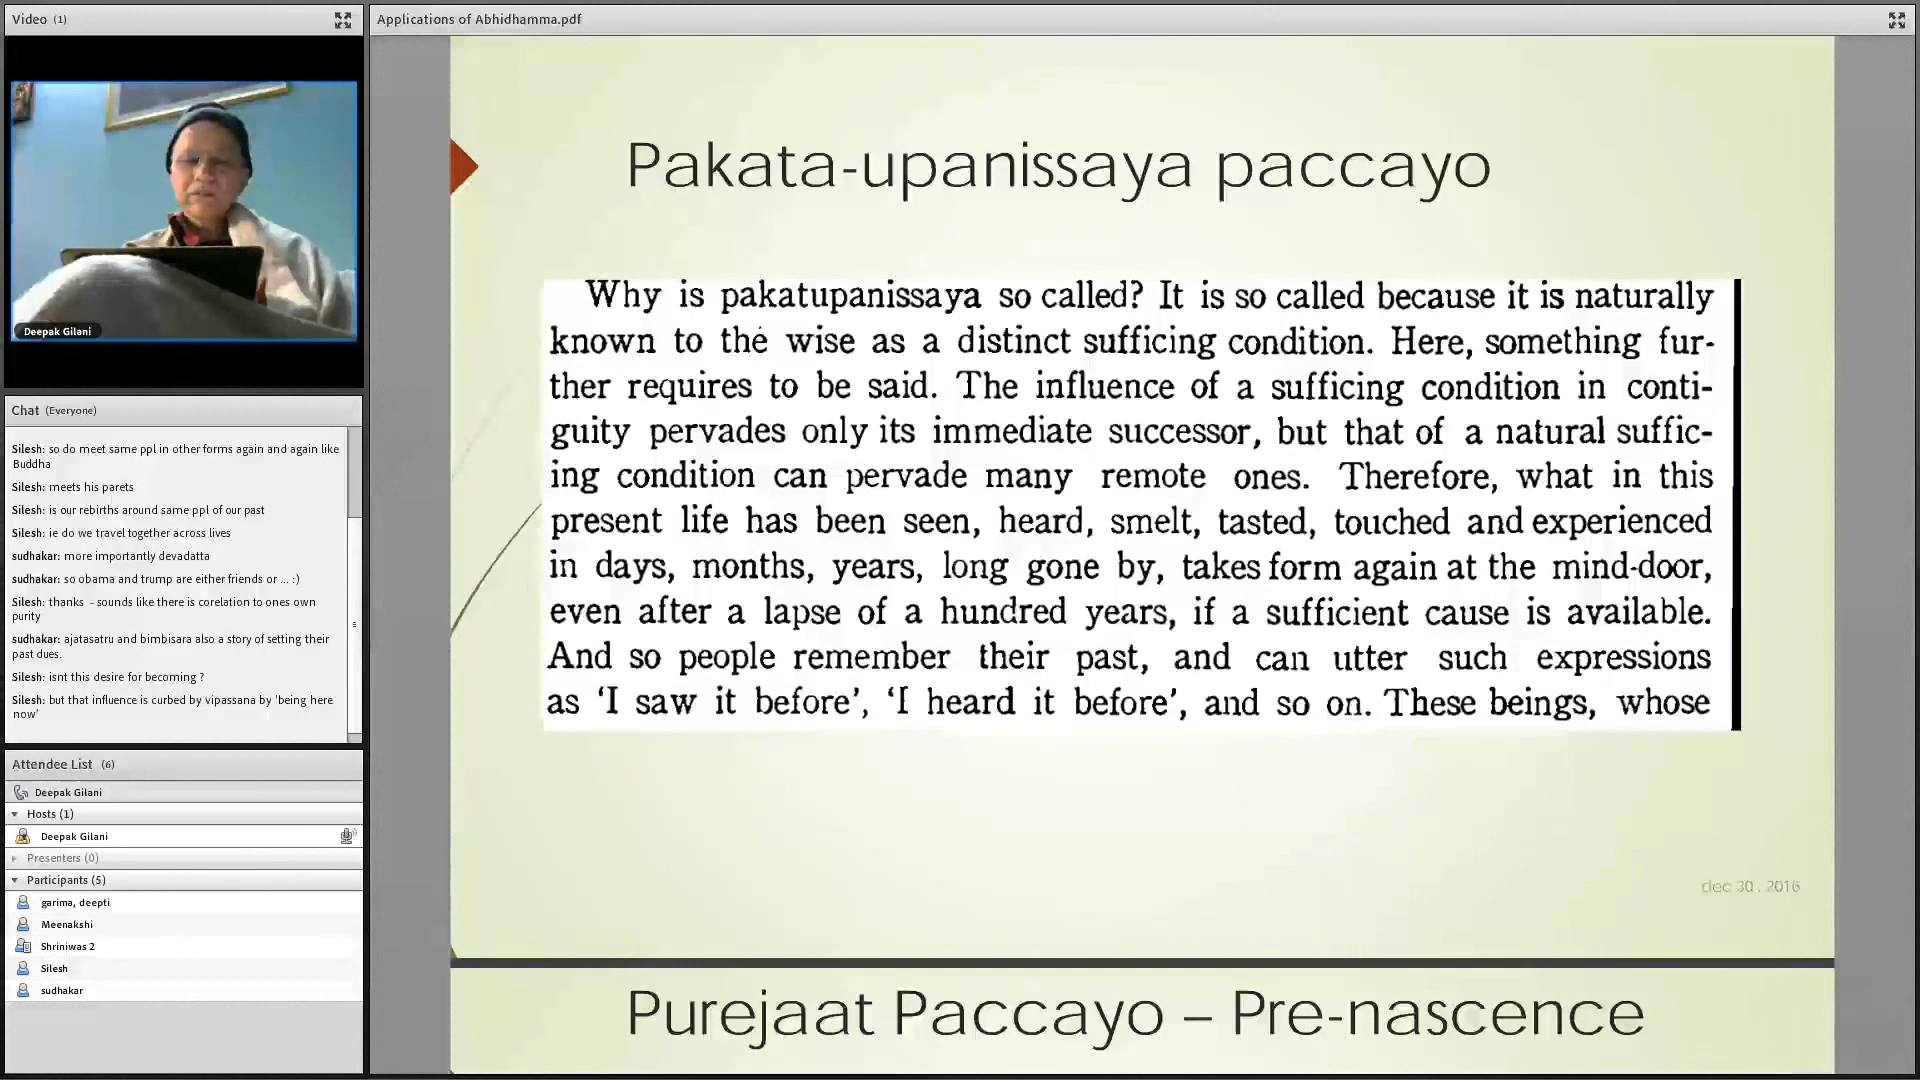 Video (1)
Deepak Gilani
Chat (Everyone)
Silesh: so do meet same ppl in other forms again and again like
Buddha
Silesh: meets his parets
Silesh: is our rebirths around same ppl of our past
Silesh: ie do we travel together across lives
sudhakar: more importantly devadatta
sudhakar: so obama and trump are either friends or ... :)
Silesh: thanks - sounds like there is corelation to ones own
purity
sudhakar: ajatasatru and bimbisara also a story of setting their
past dues.
Silesh: isnt this desire for becoming ?
Silesh: but that influence is curbed by vipassana by 'being here
now'
Attendee List (6)
Deepak Gilani
Hosts (1)
Deepak Gilani
Presenters (0)
Participants (5)
garima, deepti
Meenakshi
Shriniwas 2
Silesh
sudhakar
Applications of Abhidhamma.pdf
Pakata-upanissaya paccayo
Why is pakatupanissaya so called? It is so called because it is naturally
known to the wise as a distinct sufficing condition. Here, something fur-
ther requires to be said. The influence of a sufficing condition in conti-
guity pervades only its immediate successor, but that of a natural suffic-
ing condition can pervade many remote ones. Therefore, what in this
present life has been seen, heard, smelt, tasted, touched and experienced
in days, months, years, long gone by, takes form again at the mind-door,
even after a lapse of a hundred years, if a sufficient cause is available.
And so people remember their past, and can utter such expressions
as ‘I saw it before’, ‘I heard it before’, and so on. These beings, whose
dec 30 , 2016
Purejaat Paccayo – Pre-nascence